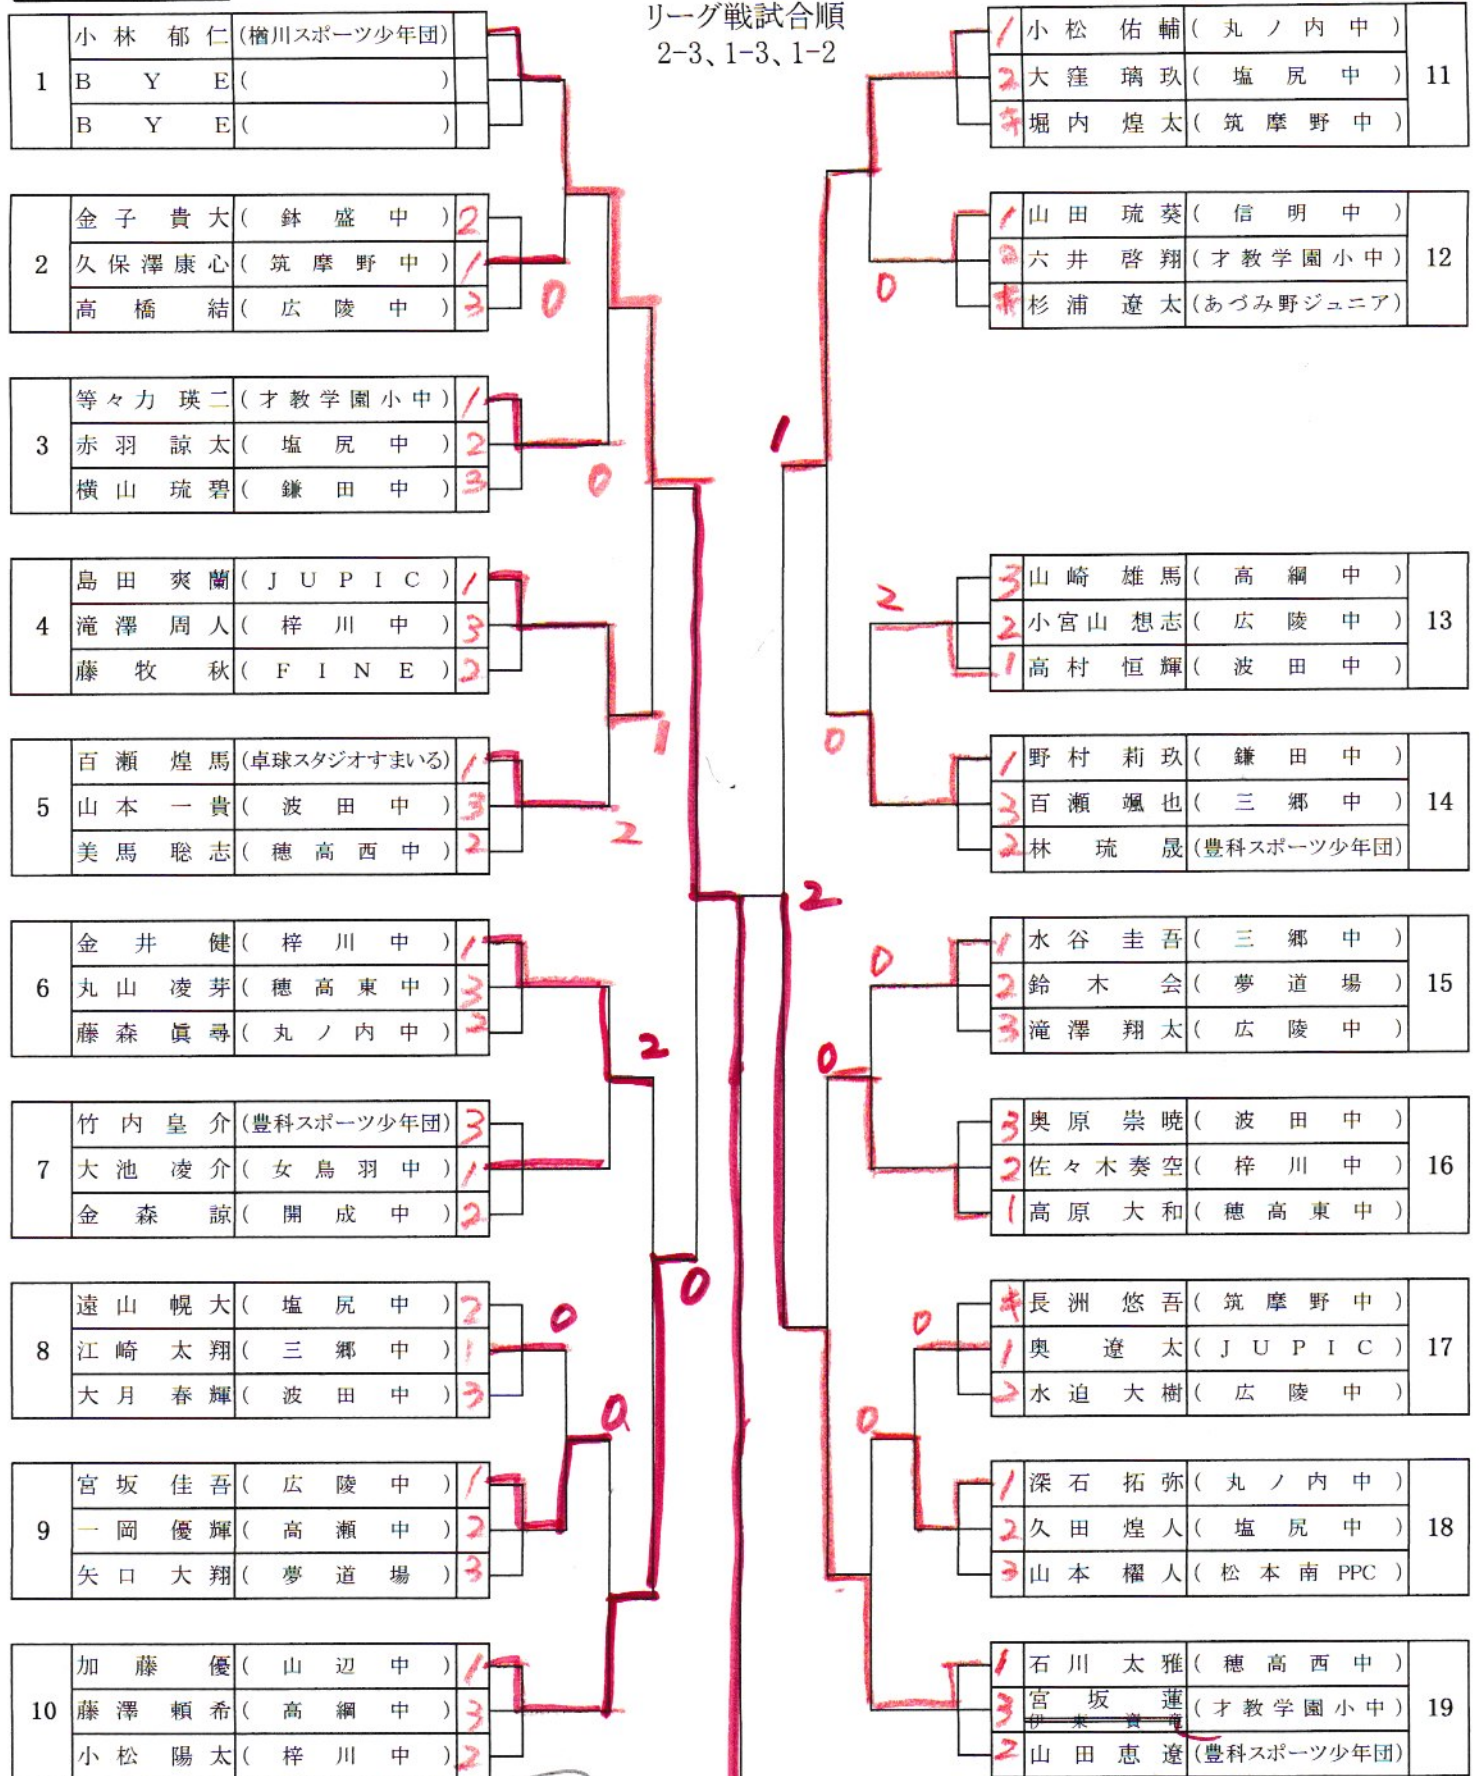 リーグ戦試合順
2-3、1-3、1-2
1
小林 郁仁 (楢川スポーツ少年団)
B Y E ( )
B Y E ( )
2
金子 貴大 (鉢盛中) 2
久保澤康心 (筑摩野中) 1
高橋 結 (広陵中) 3
0
3
等々力 瑛二 (才教学園小中) 1
赤羽 諒太 (塩尻中) 2
横山 琉碧 (鎌田中) 3
0
4
島田 爽蘭 (JUPIC) 1
滝澤 周人 (梓川中) 3
藤牧 秋 (FINE) 2
1
5
百瀬 煌馬 (卓球スタジオすまいる) 1
山本 一貴 (波田中) 3
美馬 聡志 (穂高西中) 2
2
6
金井 健 (梓川中) 1
丸山 凌芽 (穂高東中) 3
藤森 眞尋 (丸ノ内中) 2
2
7
竹内 皇介 (豊科スポーツ少年団) 3
大池 凌介 (女鳥羽中) 1
金森 諒 (開成中) 2
0
8
遠山 幌大 (塩尻中) 2
江崎 太翔 (三郷中) 1
大月 春輝 (波田中) 3
0
0
9
宮坂 佳吾 (広陵中) 1
一岡 優輝 (高瀬中) 2
矢口 大翔 (夢道場) 3
10
加藤 優 (山辺中) 1
藤澤 頼希 (高綱中) 3
小松 陽太 (梓川中) 2
1 小松 佑輔 (丸ノ内中)
2 大窪 璃玖 (塩尻中)
キ 堀内 煌太 (筑摩野中)
11
1 山田 琉葵 (信明中)
2 六井 啓翔 (才教学園小中)
キ 杉浦 遼太 (あづみ野ジュニア)
12
0
1
3 山崎 雄馬 (高綱中)
2 小宮山 想志 (広陵中)
1 高村 恒輝 (波田中)
13
2
0
1 野村 莉玖 (鎌田中)
3 百瀬 颯也 (三郷中)
2 林 琉晟 (豊科スポーツ少年団)
14
2
1 水谷 圭吾 (三郷中)
2 鈴木 会 (夢道場)
3 滝澤 翔太 (広陵中)
15
0
0
3 奥原 崇暁 (波田中)
2 佐々木奏空 (梓川中)
1 高原 大和 (穂高東中)
16
キ 長洲 悠吾 (筑摩野中)
1 奥 遼太 (JUPIC)
2 水迫 大樹 (広陵中)
17
0
0
1 深石 拓弥 (丸ノ内中)
2 久田 煌人 (塩尻中)
3 山本 櫂人 (松本南PPC)
18
1 石川 太雅 (穂高西中)
3 宮坂 蓮 (才教学園小中)
2 山田 恵遼 (豊科スポーツ少年団)
19